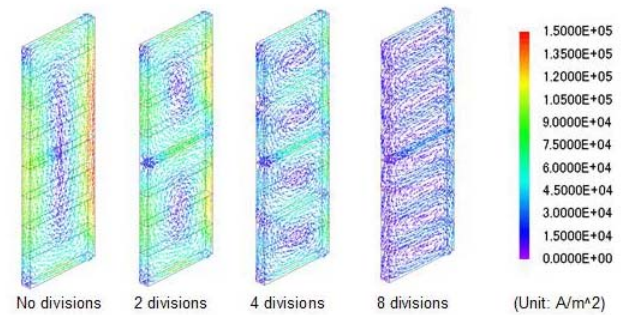 1.5000E+05
1.3500E+05
1.2000E+05
1.0500E+05
9.0000E+04
7.5000E+04
6.0000E+04
4.5000E+04
3.0000E+04
1.5000E+04
0.0000E+00
No divisions
2 divisions
4 divisions
8 divisions
(Unit: A/m^2)